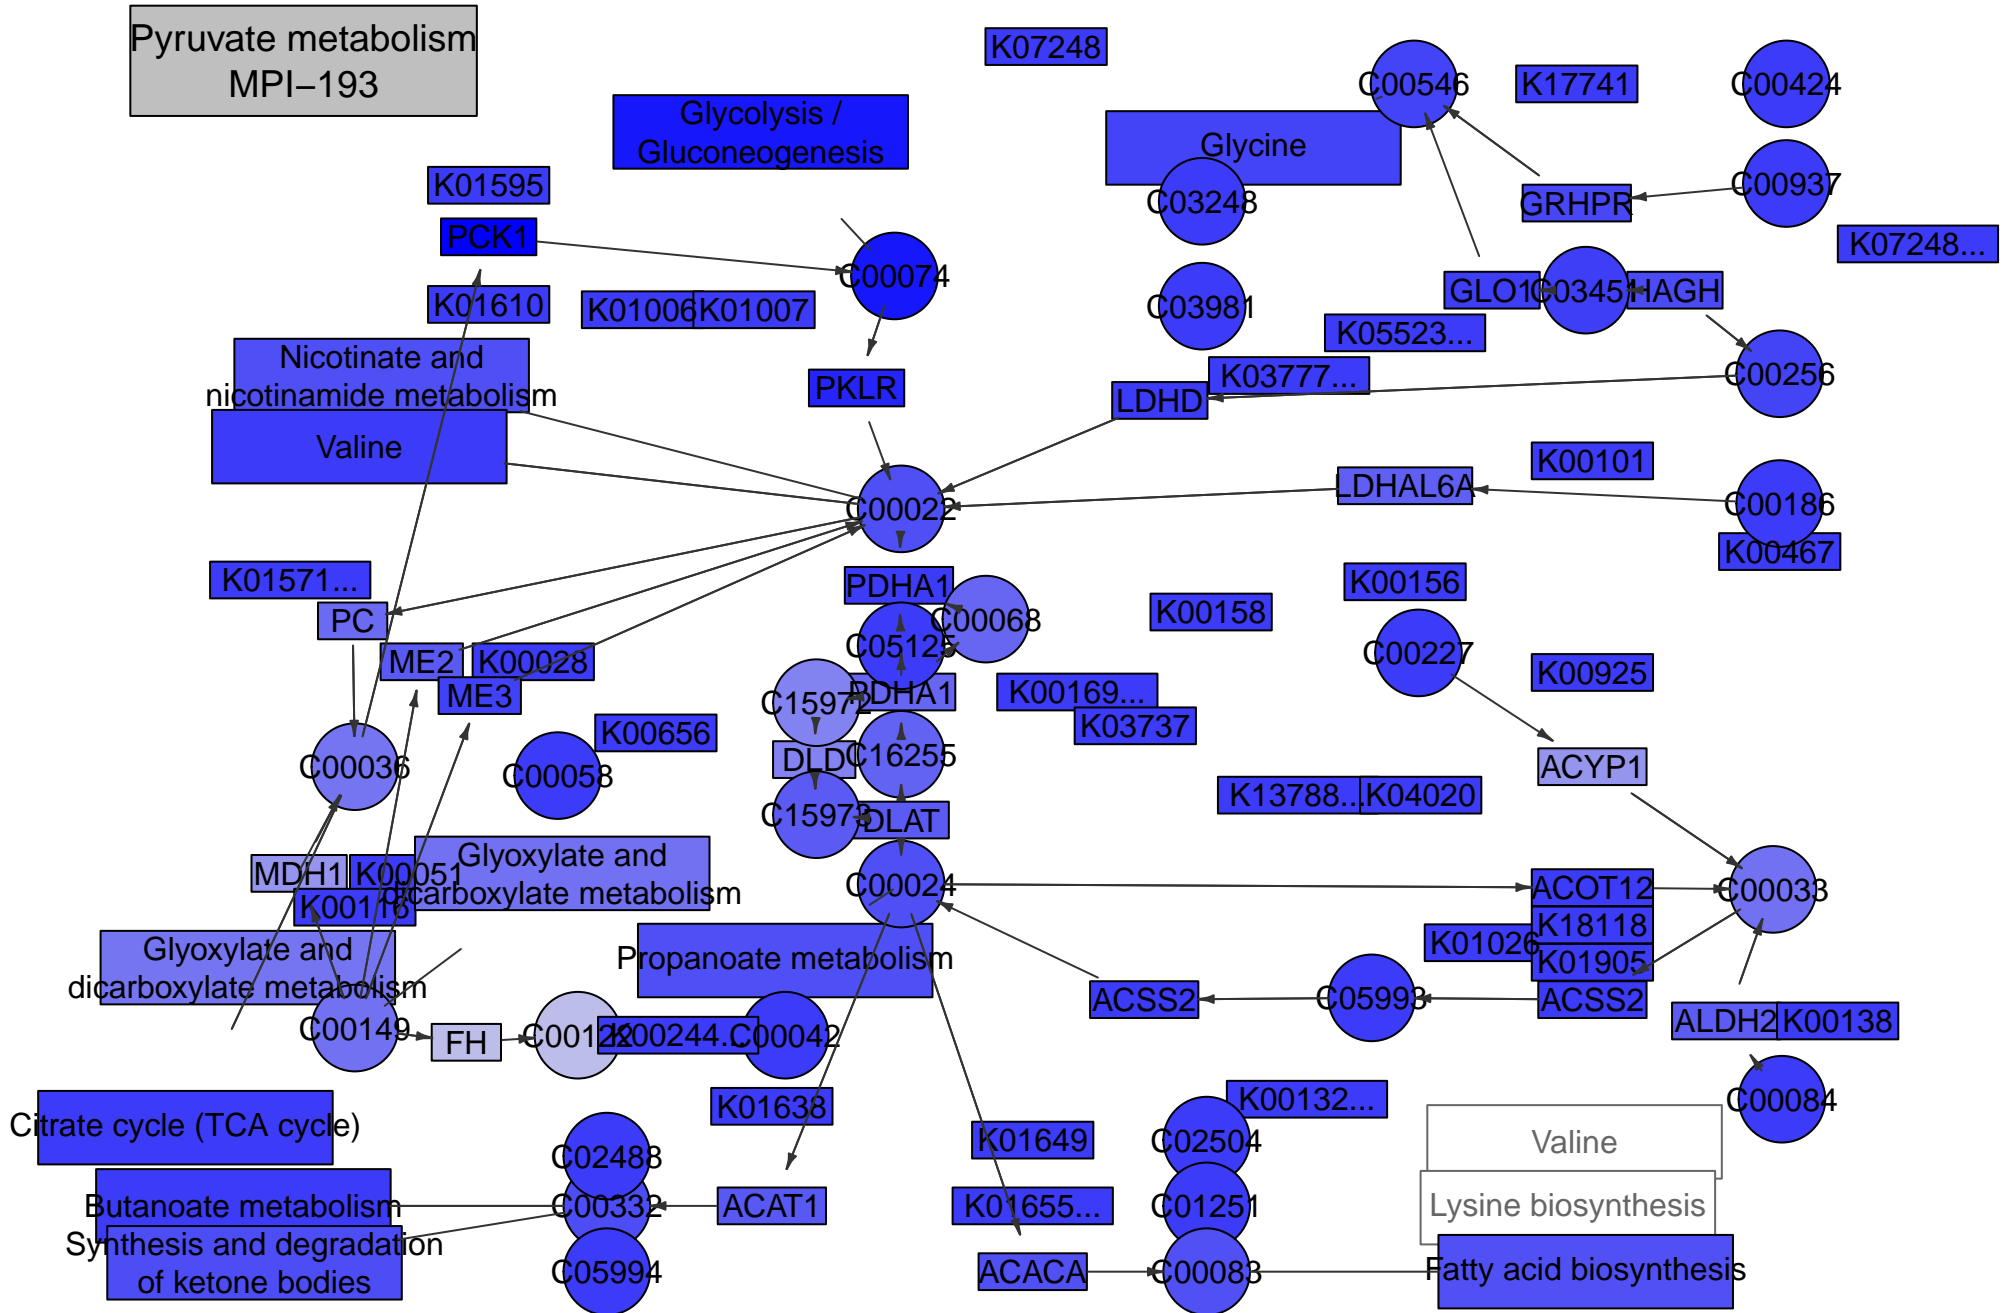 Pyruvate metabolism
MPI−193
K07248
C00546
K17741
C00424
Glycolysis /
Gluconeogenesis
Glycine
K01595
C03248
GRHPR
C00937
PCK1
K07248...
C00074
K01610
K01006
K01007
C03981
GLO1
C03451
HAGH
K05523...
Nicotinate and
nicotinamide metabolism
PKLR
K03777...
LDHD
C00256
Valine
K00101
LDHAL6A
C00186
C00022
K00467
K01571...
PDHA1
K00156
PC
C00068
K00158
C05125
C00227
ME2
K00028
ME3
K00925
PDHA1
K00169...
C15972
K03737
K00656
C00036
C00058
DLD
C16255
ACYP1
K13788...
K04020
C15973
DLAT
MDH1
K00051
Glyoxylate and
dicarboxylate metabolism
C00024
ACOT12
C00033
K00116
K18118
K01026
Glyoxylate and
dicarboxylate metabolism
Propanoate metabolism
K01905
ACSS2
C05993
ACSS2
C00149
FH
C00122
K00244...
C00042
ALDH2
K00138
K01638
K00132...
C00084
Citrate cycle (TCA cycle)
C02488
K01649
C02504
Valine
Butanoate metabolism
C00332
ACAT1
K01655...
C01251
Lysine biosynthesis
Synthesis and degradation
of ketone bodies
C05994
ACACA
C00083
Fatty acid biosynthesis